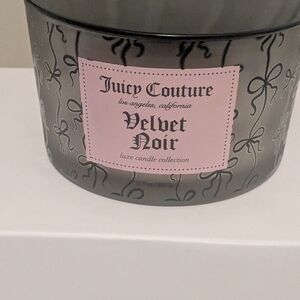 Juicy Couture
los angeles, california
Velvet
Noir
luxe candle collection